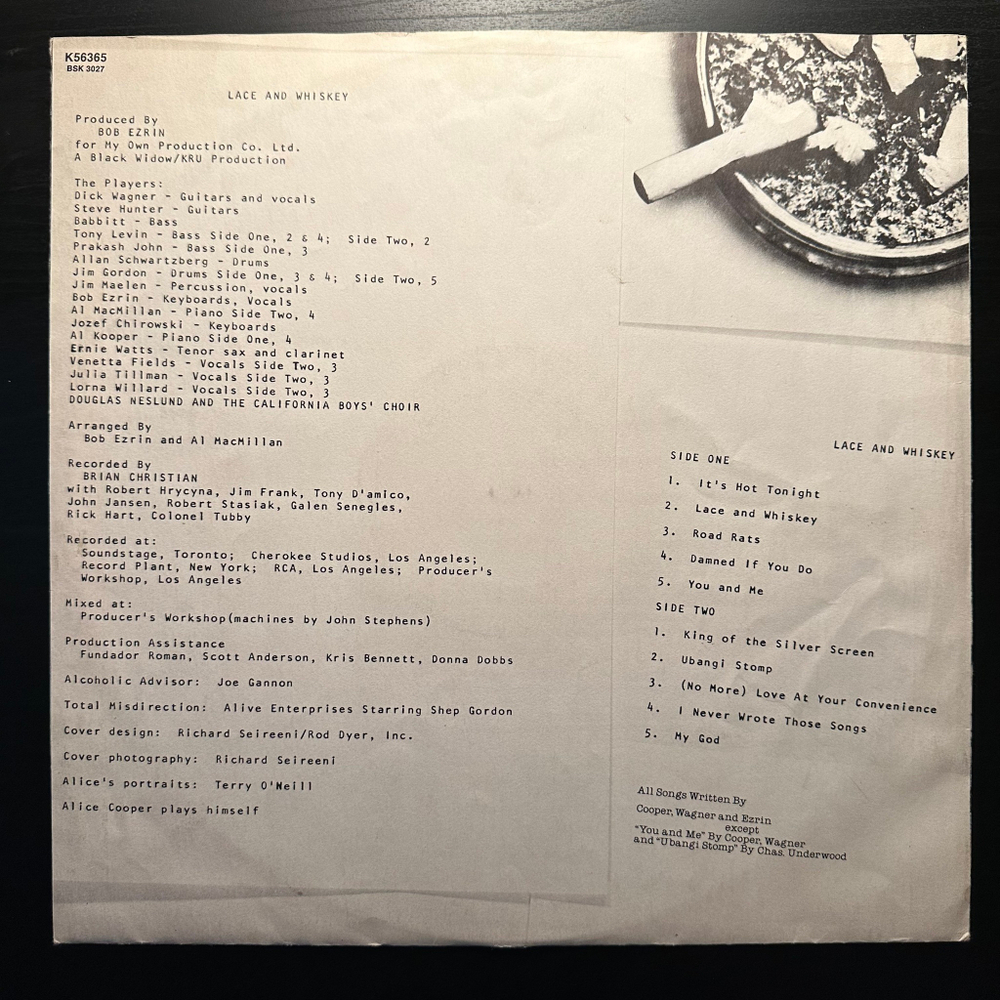 K56365
BSK 3027
LACE AND WHISKEY
Produced By
BOB EZRIN
for My Own Production Co. Ltd.
A Black Widow/KRU Production
The Players:
Dick Wagner - Guitars and vocals
Steve Hunter - Guitars
Babbitt - Bass
Tony Levin - Bass Side One, 2 & 4; Side Two, 2
Prakash John - Bass Side One, 3
Allan Schwartzberg - Drums
Jim Gordon - Drums Side One, 3 & 4; Side Two, 5
Jim Maelen - Percussion, vocals
Bob Ezrin - Keyboards, Vocals
Al MacMillan - Piano Side Two, 4
Jozef Chirowski - Keyboards
Al Kooper - Piano Side One, 4
Ernie Watts - Tenor sax and clarinet
Venetta Fields - Vocals Side Two, 3
Julia Tillman - Vocals Side Two, 3
Lorna Willard - Vocals Side Two, 3
DOUGLAS NESLUND AND THE CALIFORNIA BOYS' CHOIR
Arranged By
Bob Ezrin and Al MacMillan
Recorded By
BRIAN CHRISTIAN
with Robert Hrycyna, Jim Frank, Tony D'amico,
John Jansen, Robert Stasiak, Galen Senegles,
Rick Hart, Colonel Tubby
Recorded at:
Soundstage, Toronto; Cherokee Studios, Los Angeles;
Record Plant, New York; RCA, Los Angeles; Producer's
Workshop, Los Angeles
Mixed at:
Producer's Workshop(machines by John Stephens)
Production Assistance
Fundador Roman, Scott Anderson, Kris Bennett, Donna Dobbs
Alcoholic Advisor: Joe Gannon
Total Misdirection: Alive Enterprises Starring Shep Gordon
Cover design: Richard Seireeni/Rod Dyer, Inc.
Cover photography: Richard Seireeni
Alice's portraits: Terry O'Neill
Alice Cooper plays himself
LACE AND WHISKEY
SIDE ONE
1. It's Hot Tonight
2. Lace and Whiskey
3. Road Rats
4. Damned If You Do
5. You and Me
SIDE TWO
1. King of the Silver Screen
2. Ubangi Stomp
3. (No More) Love At Your Convenience
4. I Never Wrote Those Songs
5. My God
All Songs Written By
Cooper, Wagner and Ezrin
except
"You and Me" By Cooper, Wagner
and "Ubangi Stomp" By Chas. Underwood